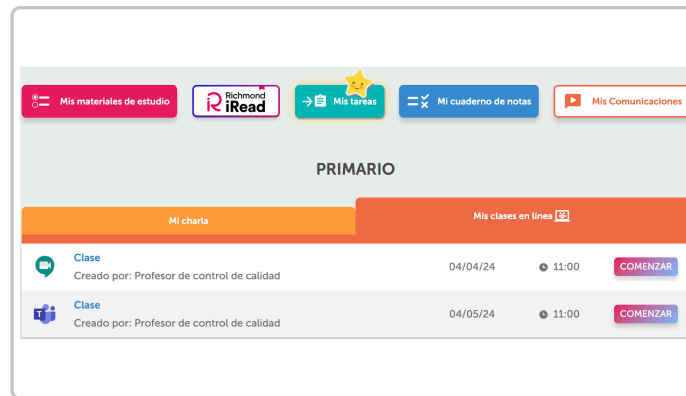 Mis materiales de estudio
Richmond
iRead
Mis tareas
Mi cuaderno de notas
Mis Comunicaciones
PRIMARIO
Mi charla
Mis clases en línea
Clase
Creado por: Profesor de control de calidad
04/04/24 11:00 COMENZAR
Clase
Creado por: Profesor de control de calidad
04/05/24 11:00 COMENZAR